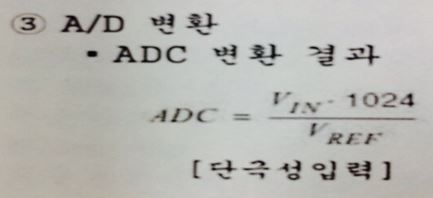 ③ A/D 변환
▪ ADC 변환 결과
ADC = V_IN · 1024 / V_REF
[단극성입력]